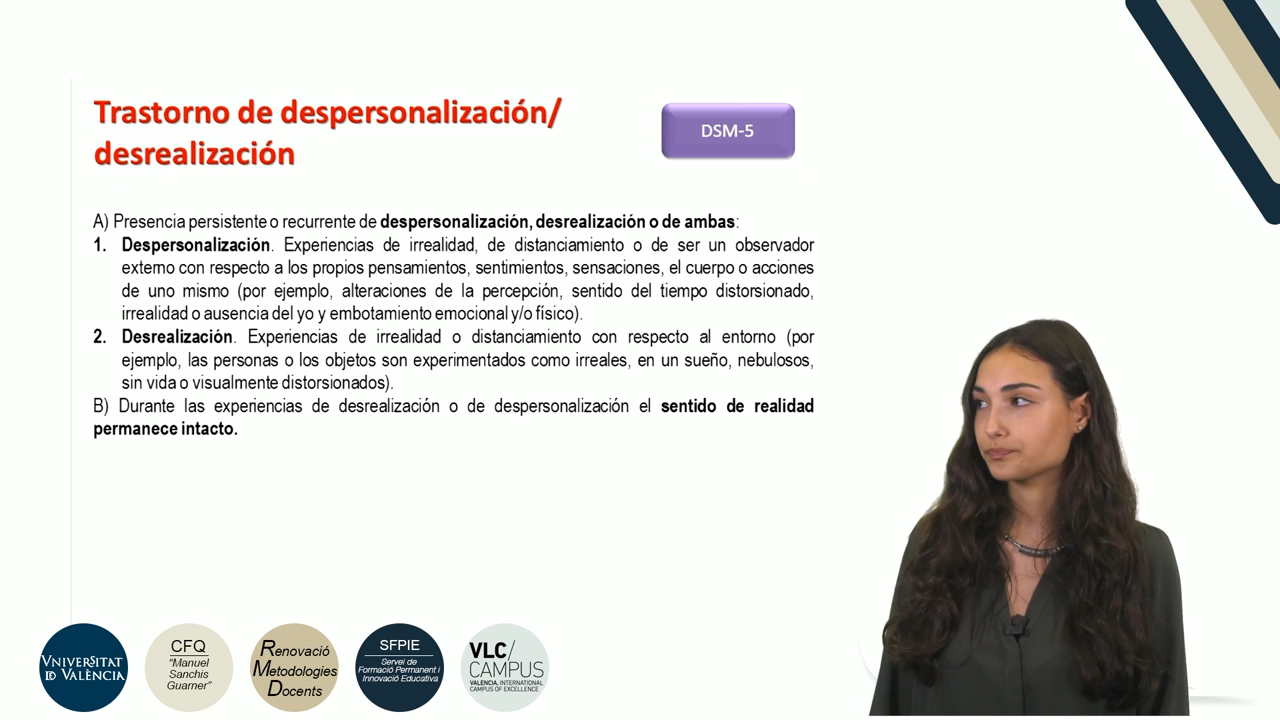 Trastorno de despersonalización/
desrealización
DSM-5
A) Presencia persistente o recurrente de despersonalización, desrealización o de ambas:
1. Despersonalización. Experiencias de irrealidad, de distanciamiento o de ser un observador
externo con respecto a los propios pensamientos, sentimientos, sensaciones, el cuerpo o acciones
de uno mismo (por ejemplo, alteraciones de la percepción, sentido del tiempo distorsionado,
irrealidad o ausencia del yo y embotamiento emocional y/o físico).
2. Desrealización. Experiencias de irrealidad o distanciamiento con respecto al entorno (por
ejemplo, las personas o los objetos son experimentados como irreales, en un sueño, nebulosos,
sin vida o visualmente distorsionados).
B) Durante las experiencias de desrealización o de despersonalización el sentido de realidad
permanece intacto.
VNIVERSITAT
ID VALÈNCIA
CFQ
"Manuel
Sanchis
Guarner"
Renovació
Metodologies
Docents
SFPIE
Servei de
Formació Permanent i
Innovació Educativa
VLC/
CAMPUS
VALENCIA, INTERNATIONAL
CAMPUS OF EXCELLENCE